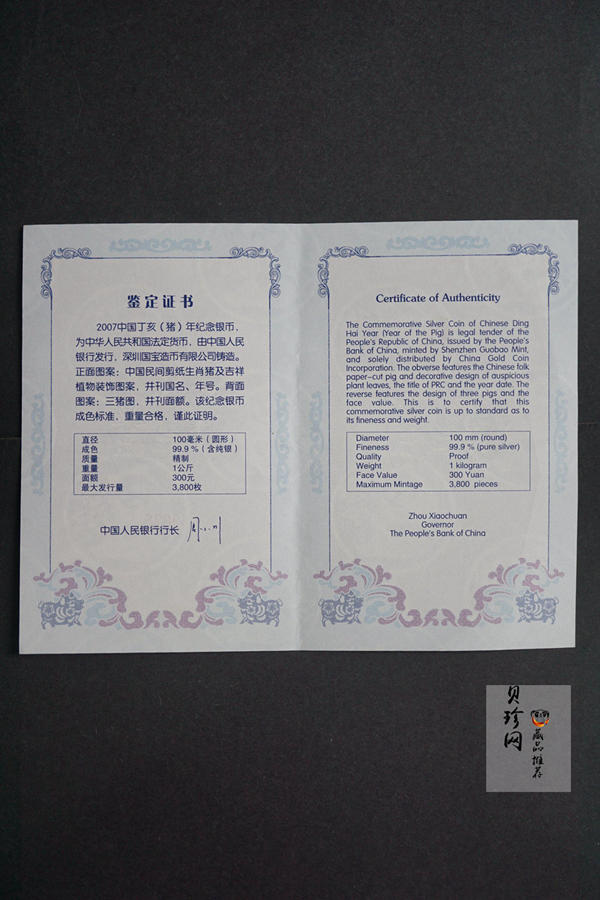 鉴定证书
2007中国丁亥（猪）年纪念银币，
为中华人民共和国法定货币，由中国人民
银行发行，深圳国宝造币有限公司铸造。
正面图案：中国民间剪纸生肖猪及吉祥
植物装饰图案，并刊国名、年号。背面
图案：三猪图，并刊面额。该纪念银币
成色标准，重量合格，谨此证明。
直径 100毫米（圆形）
成色 99.9％（含纯银）
质量 精制
重量 1公斤
面额 300元
最大发行量 3,800枚
中国人民银行行长
Certificate of Authenticity
The Commemorative Silver Coin of Chinese Ding
Hai Year (Year of the Pig) is legal tender of the
People's Republic of China, issued by the People's
Bank of China, minted by Shenzhen Guobao Mint,
and solely distributed by China Gold Coin
Incorporation. The obverse features the Chinese folk
paper-cut pig and decorative design of auspicious
plant leaves, the title of PRC and the year date. The
reverse features the design of three pigs and the
face value. This is to certify that this
commemorative silver coin is up to standard as to
its fineness and weight.
Diameter 100 mm (round)
Fineness 99.9 % (pure silver)
Quality Proof
Weight 1 kilogram
Face Value 300 Yuan
Maximum Mintage 3,800 pieces
Zhou Xiaochuan
Governor
The People's Bank of China
贝珍网
藏品推荐